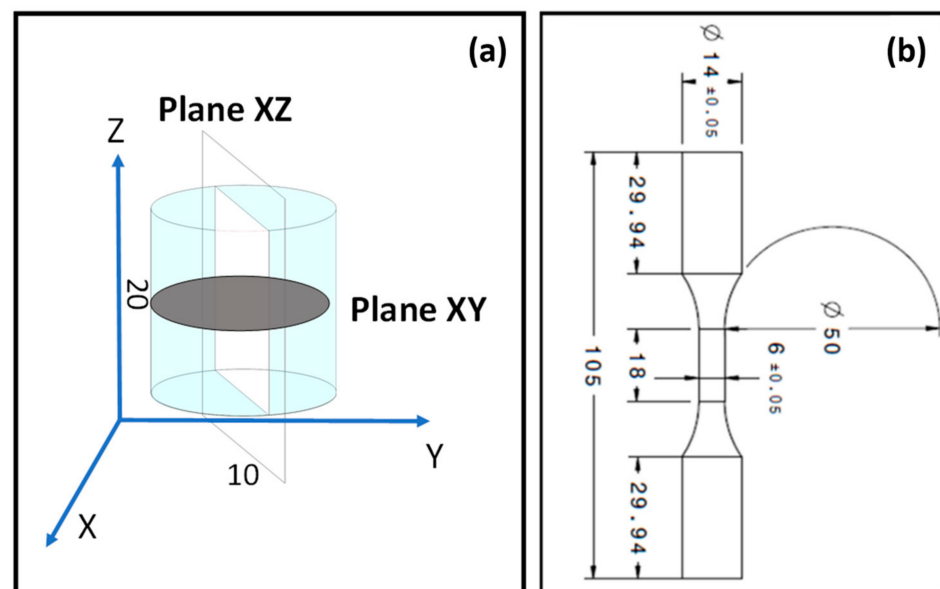 (a)
Plane XZ
Z
20
Plane XY
Y
10
X
(b)
Ø 14 ±0.05
29.94
Ø 50
6 ±0.05
18
105
29.94